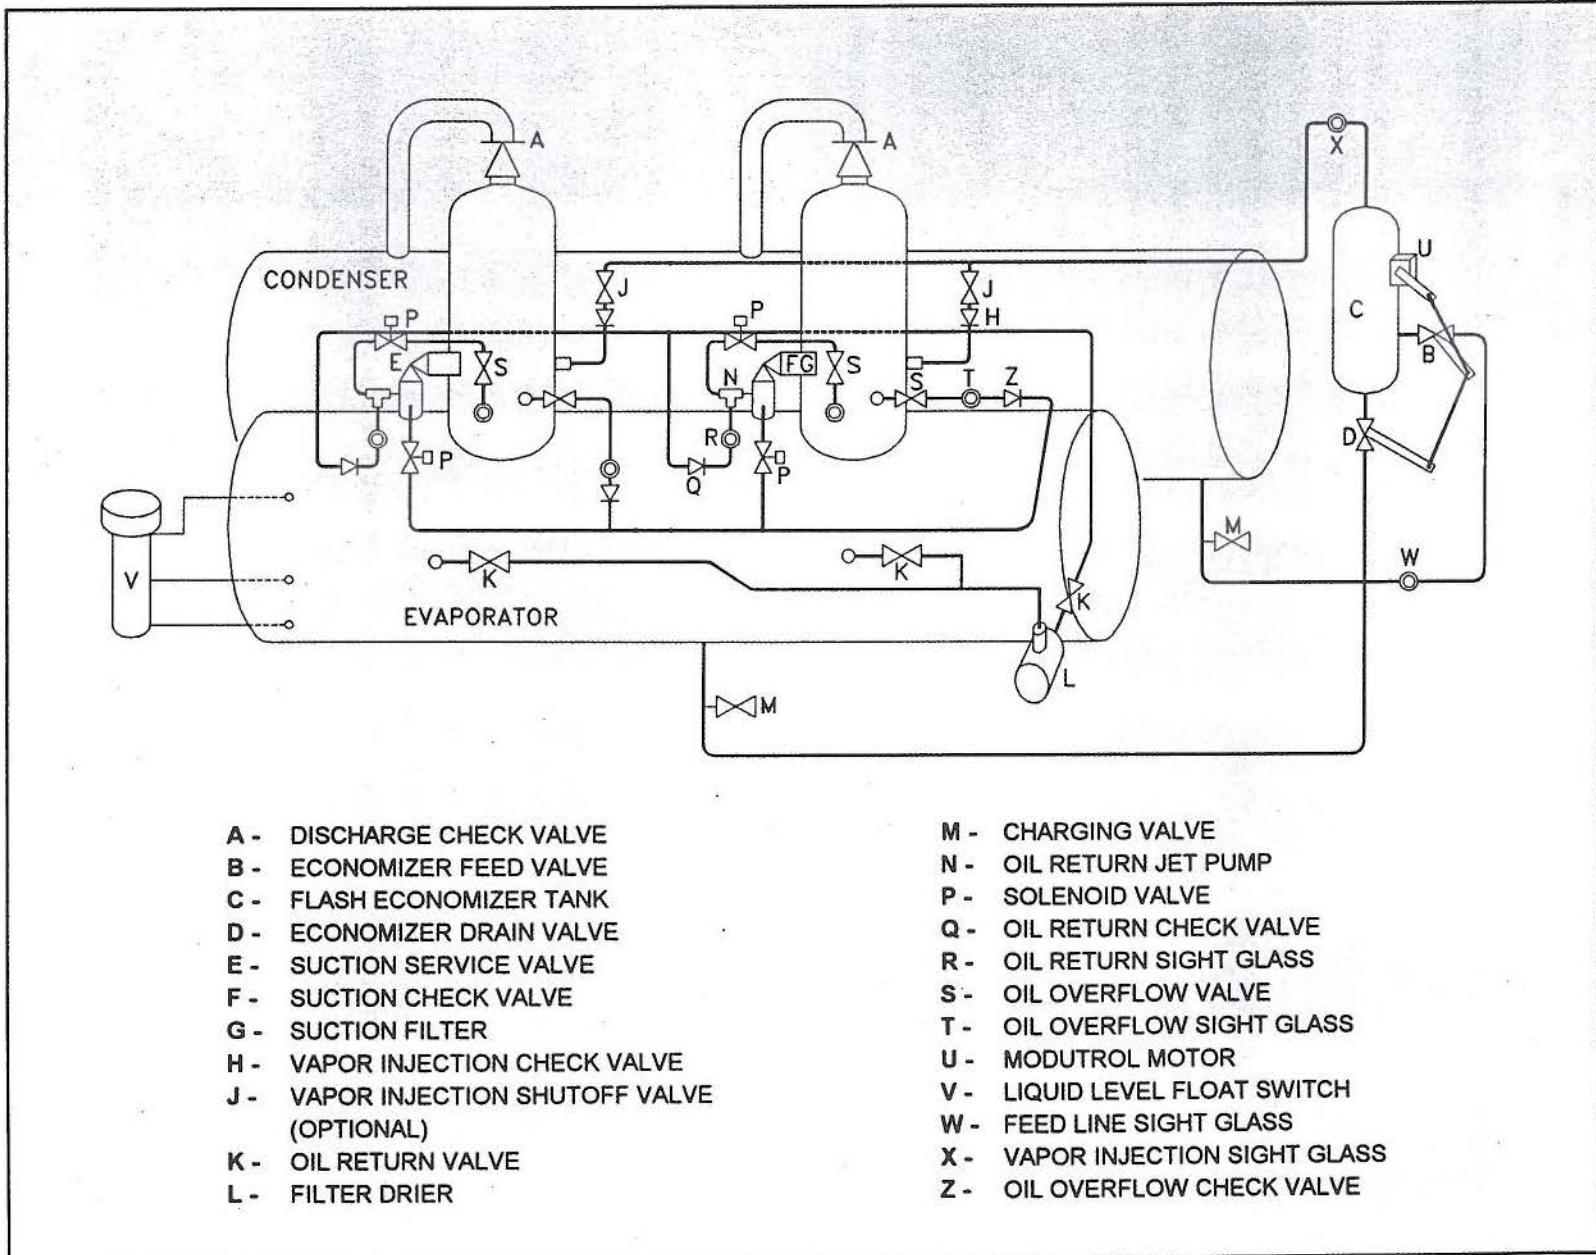 A
A
X
CONDENSER
U
J
J
P
P
H
C
E
S
N
FG
S
S
T
Z
B
R
D
P
Q
P
M
V
K
K
W
K
EVAPORATOR
L
M
A - DISCHARGE CHECK VALVE
B - ECONOMIZER FEED VALVE
C - FLASH ECONOMIZER TANK
D - ECONOMIZER DRAIN VALVE
E - SUCTION SERVICE VALVE
F - SUCTION CHECK VALVE
G - SUCTION FILTER
H - VAPOR INJECTION CHECK VALVE
J - VAPOR INJECTION SHUTOFF VALVE
(OPTIONAL)
K - OIL RETURN VALVE
L - FILTER DRIER
M - CHARGING VALVE
N - OIL RETURN JET PUMP
P - SOLENOID VALVE
Q - OIL RETURN CHECK VALVE
R - OIL RETURN SIGHT GLASS
S - OIL OVERFLOW VALVE
T - OIL OVERFLOW SIGHT GLASS
U - MODUTROL MOTOR
V - LIQUID LEVEL FLOAT SWITCH
W - FEED LINE SIGHT GLASS
X - VAPOR INJECTION SIGHT GLASS
Z - OIL OVERFLOW CHECK VALVE